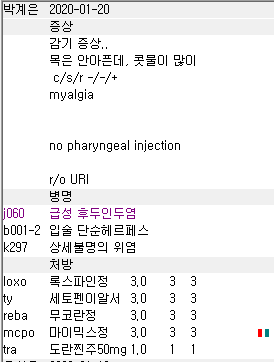 박계은 2020-01-20
증상
감기 증상..
목은 안아픈데, 콧물이 많이
c/s/r -/-/+
myalgia
no pharyngeal injection
r/o URI
병명
j060 급성 후두인두염
b001-2 입술 단순헤르페스
k297 상세불명의 위염
처방
loxo 록스파인정 3.0 3 3
ty 세토펜이알서 3.0 3 3
reba 무코란정 3.0 3 3
mcpo 마이믹스정 3.0 3 3
tra 도란찐주50mg 1.0 1 1